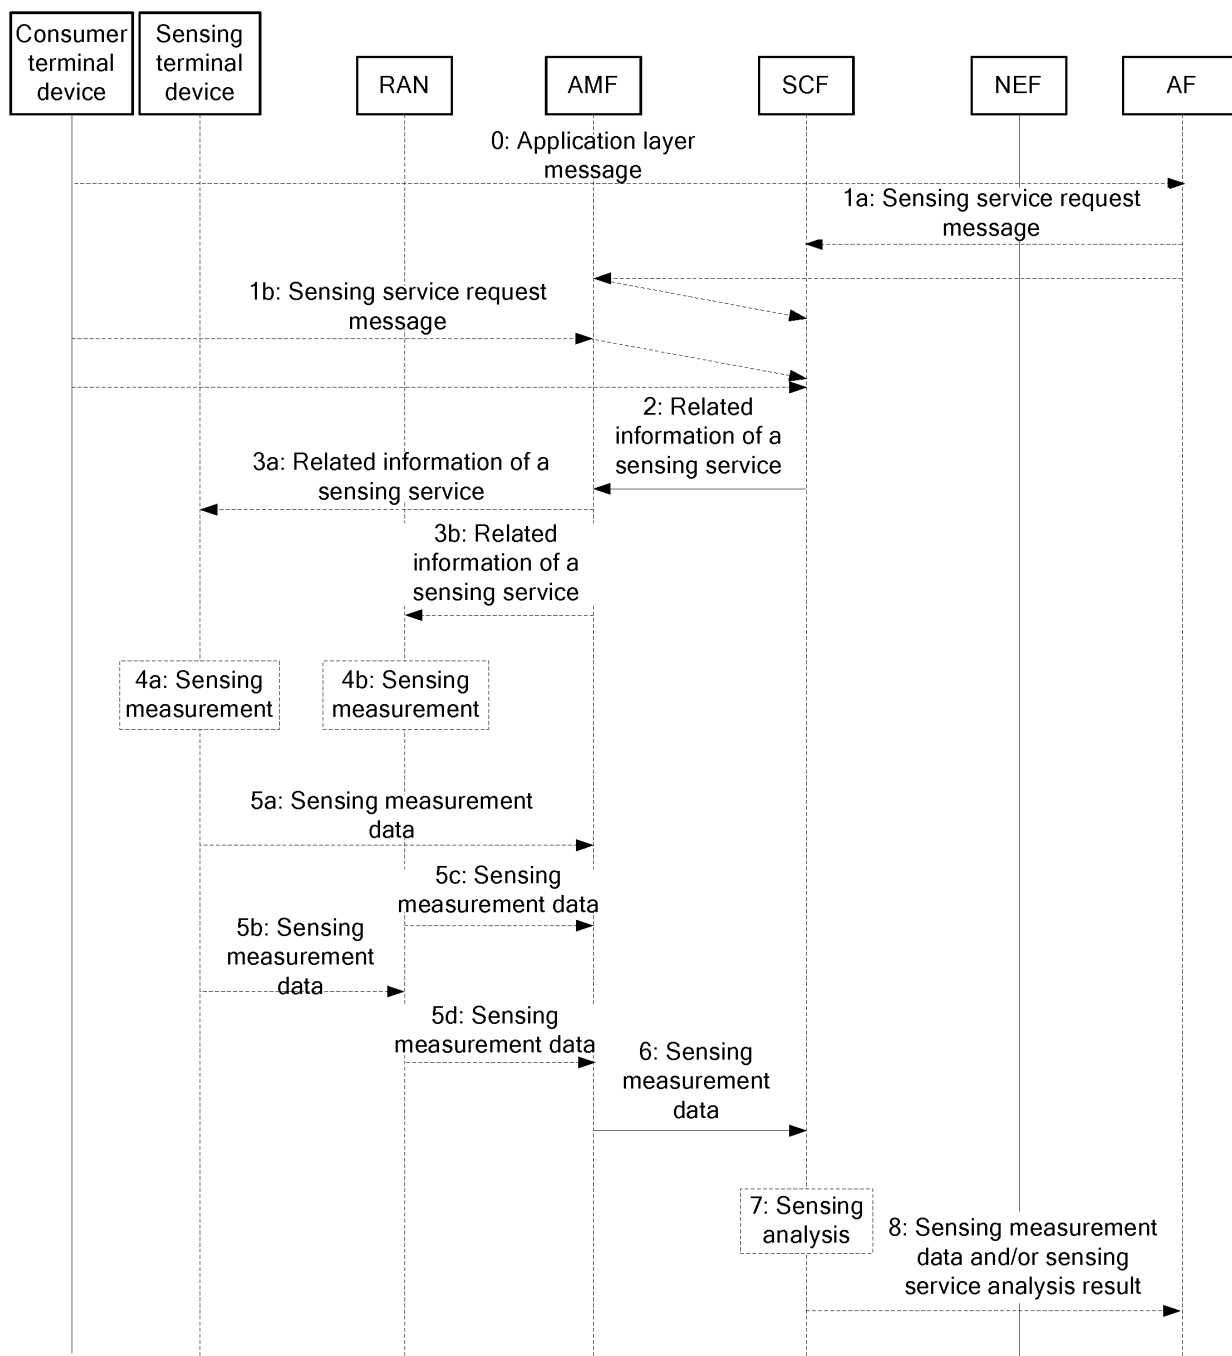 Consumer
terminal
device
Sensing
terminal
device
RAN
AMF
SCF
NEF
AF
0: Application layer
message
1a: Sensing service request
message
1b: Sensing service request
message
2: Related
information of a
sensing service
3a: Related information of a
sensing service
3b: Related
information of a
sensing service
4a: Sensing
measurement
4b: Sensing
measurement
5a: Sensing measurement
data
5c: Sensing
measurement data
5b: Sensing
measurement
data
5d: Sensing
measurement data
6: Sensing
measurement
data
7: Sensing
analysis
8: Sensing measurement
data and/or sensing
service analysis result